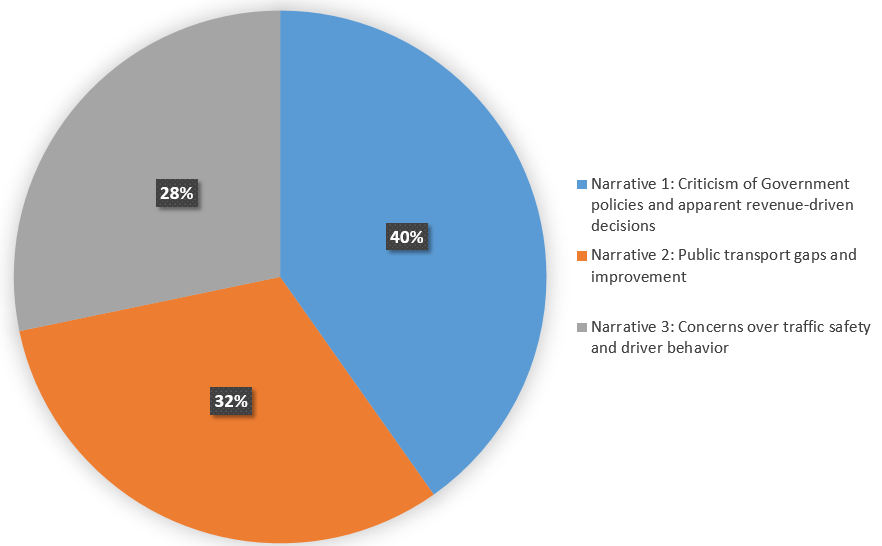 28%
40%
32%
Narrative 1: Criticism of Government
policies and apparent revenue-driven
decisions
Narrative 2: Public transport gaps and
improvement
Narrative 3: Concerns over traffic safety
and driver behavior